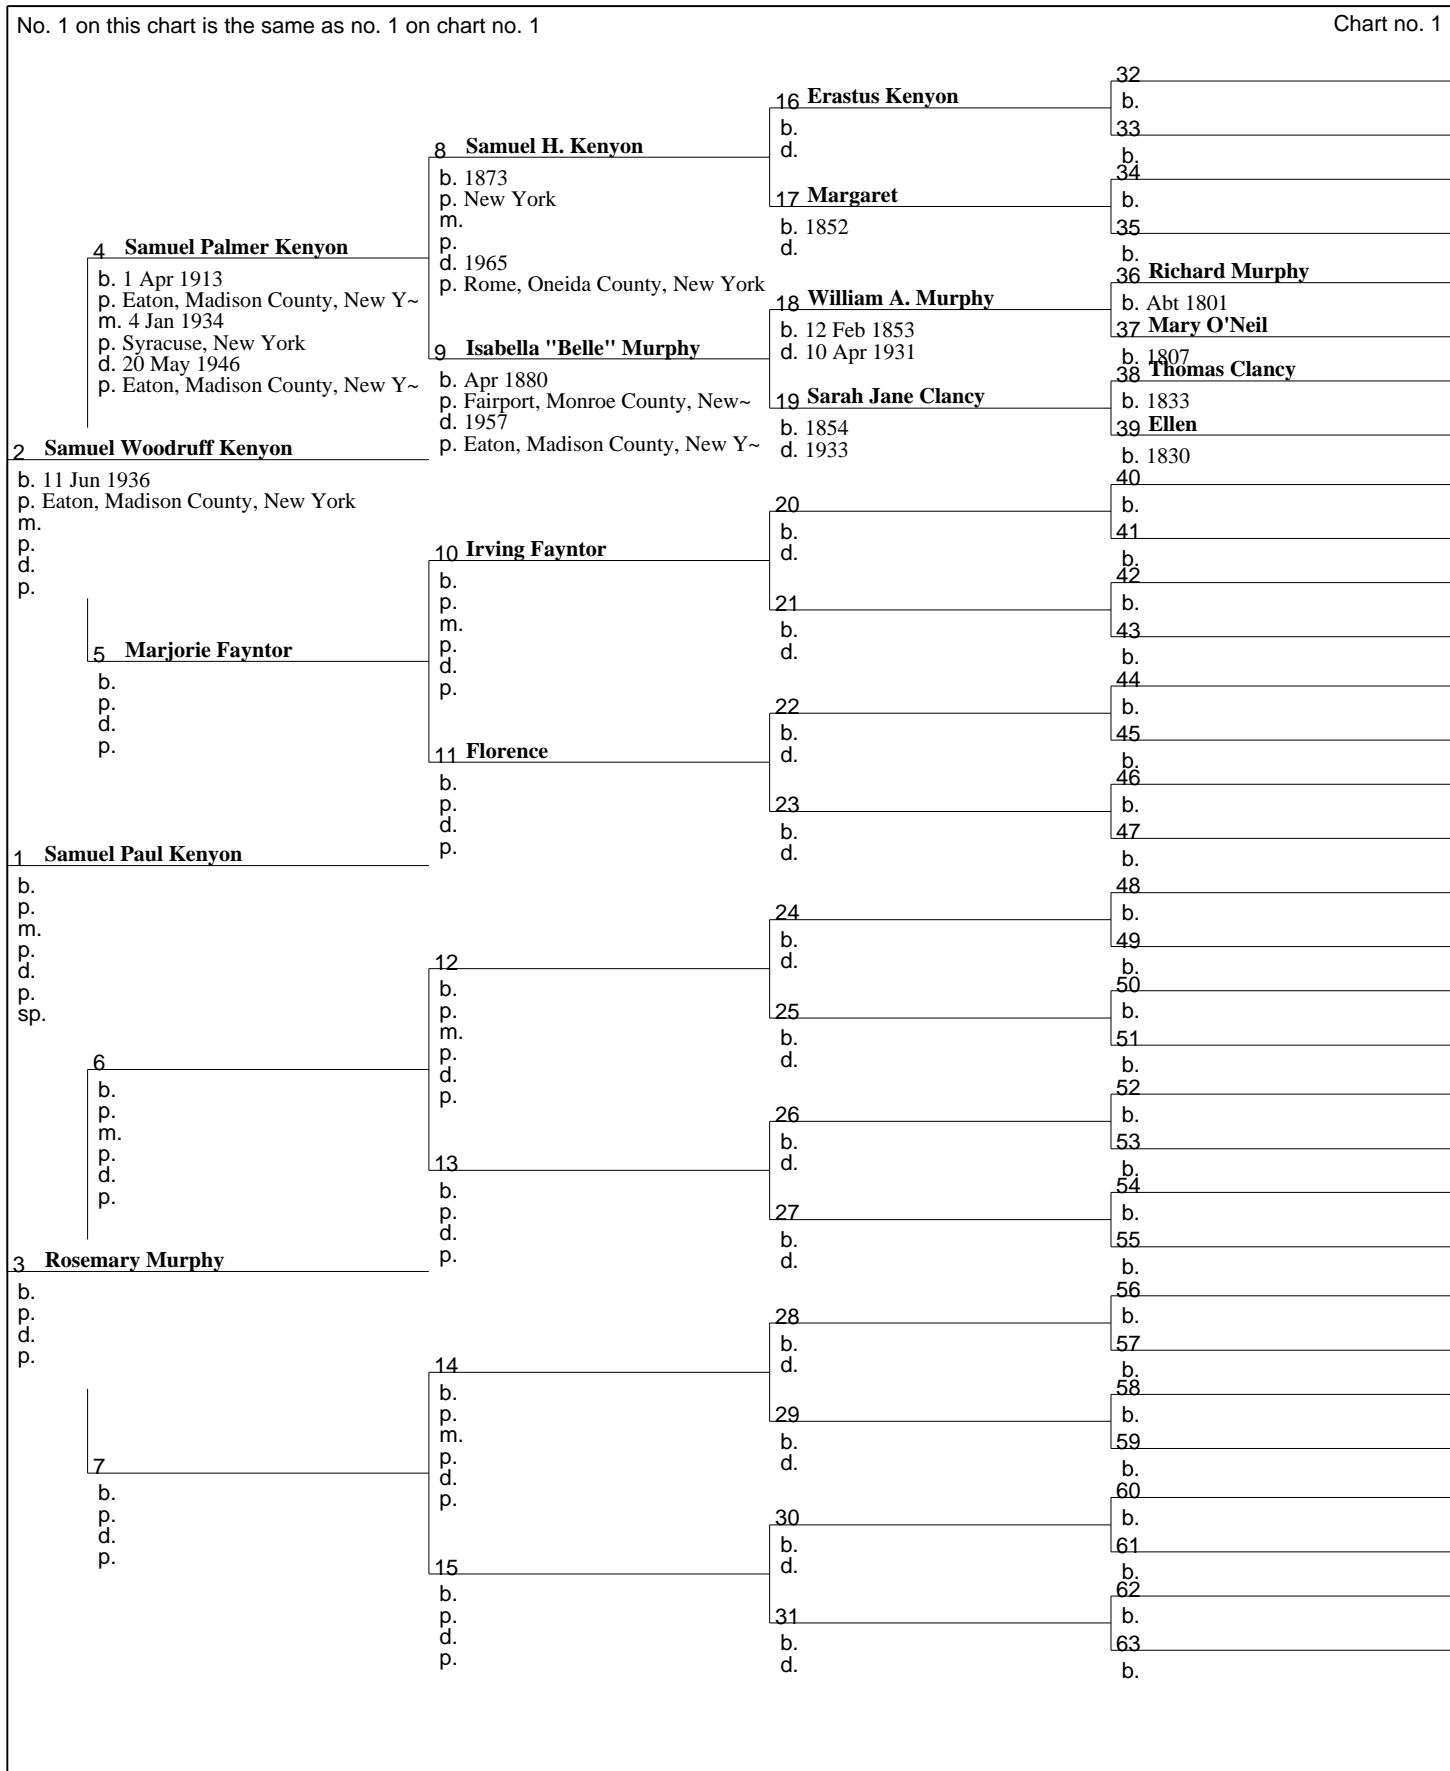 No. 1 on this chart is the same as no. 1 on chart no. 1
Chart no. 1
1 Samuel Paul Kenyon
b.
p.
m.
p.
d.
p.
sp.
2 Samuel Woodruff Kenyon
b. 11 Jun 1936
p. Eaton, Madison County, New York
m.
p.
d.
p.
3 Rosemary Murphy
b.
p.
d.
p.
4 Samuel Palmer Kenyon
b. 1 Apr 1913
p. Eaton, Madison County, New Y~
m. 4 Jan 1934
p. Syracuse, New York
d. 20 May 1946
p. Eaton, Madison County, New Y~
5 Marjorie Fayntor
b.
p.
d.
p.
6
b.
p.
m.
p.
d.
p.
7
b.
p.
d.
p.
8 Samuel H. Kenyon
b. 1873
p. New York
m.
p.
d. 1965
p. Rome, Oneida County, New York
9 Isabella "Belle" Murphy
b. Apr 1880
p. Fairport, Monroe County, New~
d. 1957
p. Eaton, Madison County, New Y~
10 Irving Fayntor
b.
p.
m.
p.
d.
p.
11 Florence
b.
p.
d.
p.
12
b.
p.
m.
p.
d.
p.
13
b.
p.
d.
p.
14
b.
p.
m.
p.
d.
p.
15
b.
p.
d.
p.
16 Erastus Kenyon
b.
d.
17 Margaret
b. 1852
d.
18 William A. Murphy
b. 12 Feb 1853
d. 10 Apr 1931
19 Sarah Jane Clancy
b. 1854
d. 1933
20
b.
d.
21
b.
d.
22
b.
d.
23
b.
d.
24
b.
d.
25
b.
d.
26
b.
d.
27
b.
d.
28
b.
d.
29
b.
d.
30
b.
d.
31
b.
d.
32
b.
33
b.
34
b.
35
b.
36 Richard Murphy
b. Abt 1801
37 Mary O'Neil
b. 1807
38 Thomas Clancy
b. 1833
39 Ellen
b. 1830
40
b.
41
b.
42
b.
43
b.
44
b.
45
b.
46
b.
47
b.
48
b.
49
b.
50
b.
51
b.
52
b.
53
b.
54
b.
55
b.
56
b.
57
b.
58
b.
59
b.
60
b.
61
b.
62
b.
63
b.